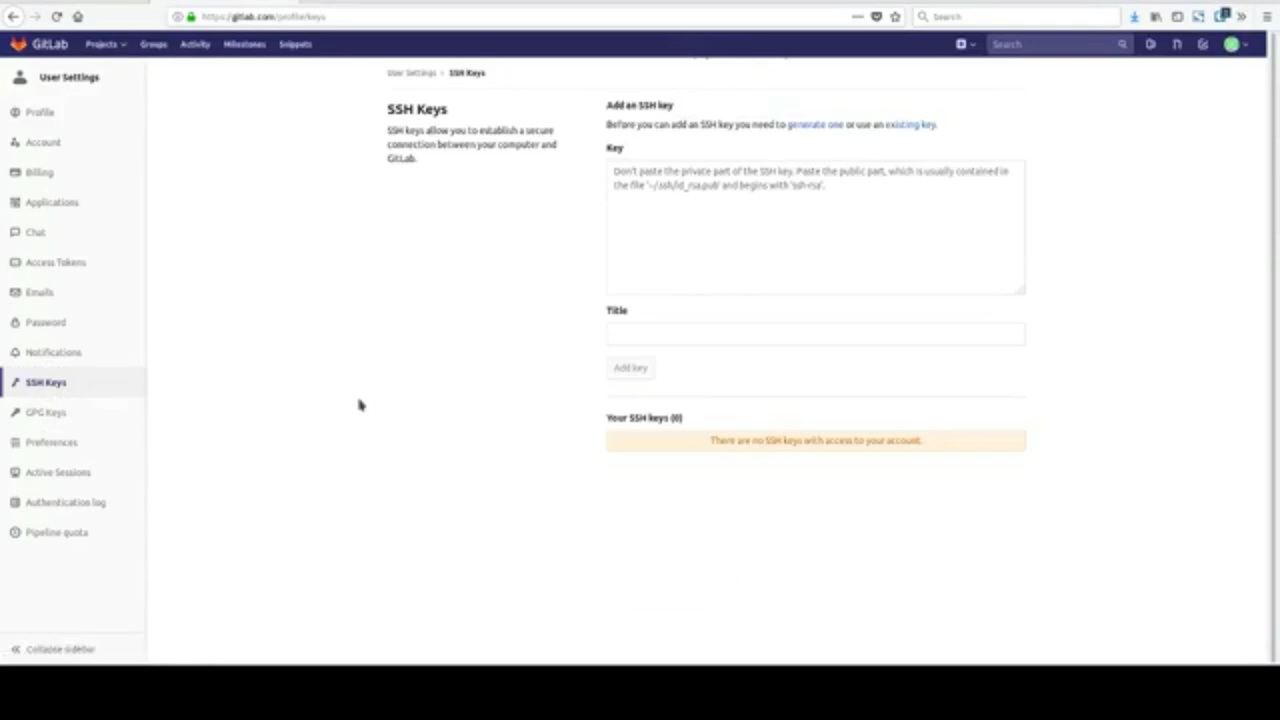 https://gitlab.com/profile/keys
Search
GitLab
Projects
Groups
Activity
Milestones
Snippets
Search
User Settings
Profile
Account
Billing
Applications
Chat
Access Tokens
Emails
Password
Notifications
SSH Keys
GPG Keys
Preferences
Active Sessions
Authentication log
Pipeline quota
Collapse sidebar
User Settings › SSH Keys
SSH Keys
SSH keys allow you to establish a secure
connection between your computer and
GitLab.
Add an SSH key
Before you can add an SSH key you need to generate one or use an existing key.
Key
Don't paste the private part of the SSH key. Paste the public part, which is usually contained in
the file '~/.ssh/id_rsa.pub' and begins with 'ssh-rsa'.
Title
Add key
Your SSH keys (0)
There are no SSH keys with access to your account.